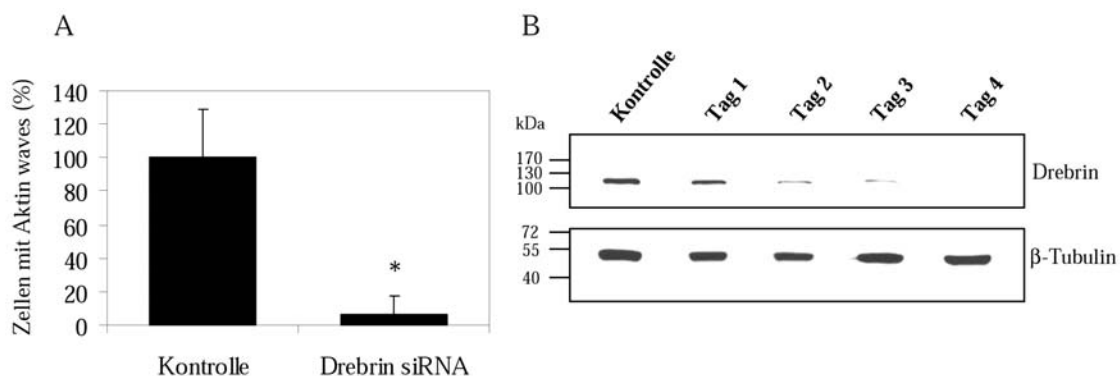 A
Zellen mit Aktin waves (%)
140
120
100
80
60
40
20
0
*
Kontrolle
Drebrin siRNA
B
Kontrolle
Tag 1
Tag 2
Tag 3
Tag 4
kDa
170
130
100
Drebrin
72
55
40
β-Tubulin